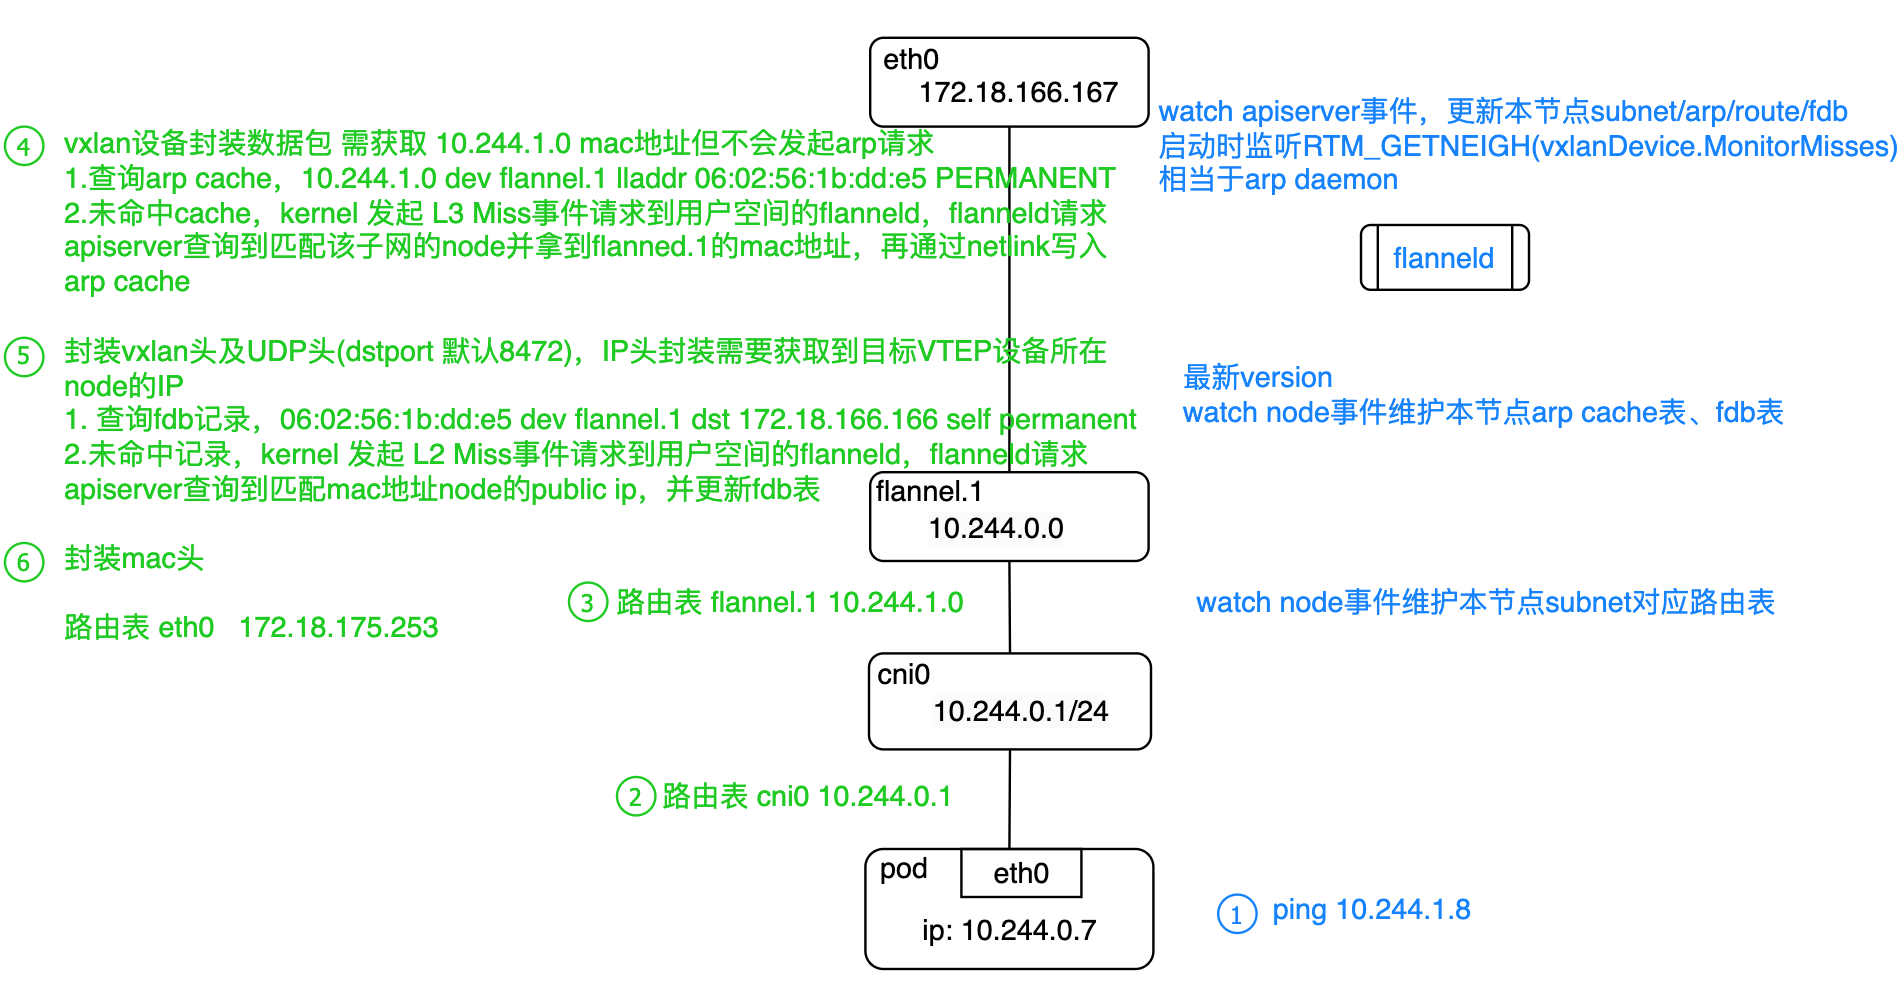 eth0
172.18.166.167
watch apiserver事件，更新本节点subnet/arp/route/fdb
启动时监听RTM_GETNEIGH(vxlanDevice.MonitorMisses)
相当于arp daemon
flanneld
④ vxlan设备封装数据包 需获取 10.244.1.0 mac地址但不会发起arp请求
1.查询arp cache，10.244.1.0 dev flannel.1 lladdr 06:02:56:1b:dd:e5 PERMANENT
2.未命中cache，kernel 发起 L3 Miss事件请求到用户空间的flanneld，flanneld请求
apiserver查询到匹配该子网的node并拿到flanned.1的mac地址，再通过netlink写入
arp cache
⑤ 封装vxlan头及UDP头(dstport 默认8472)，IP头封装需要获取到目标VTEP设备所在
node的IP
1. 查询fdb记录，06:02:56:1b:dd:e5 dev flannel.1 dst 172.18.166.166 self permanent
2.未命中记录，kernel 发起 L2 Miss事件请求到用户空间的flanneld，flanneld请求
apiserver查询到匹配mac地址node的public ip，并更新fdb表
最新version
watch node事件维护本节点arp cache表、fdb表
flannel.1
10.244.0.0
⑥ 封装mac头
路由表 eth0 172.18.175.253
③ 路由表 flannel.1 10.244.1.0
watch node事件维护本节点subnet对应路由表
cni0
10.244.0.1/24
② 路由表 cni0 10.244.0.1
pod
eth0
ip: 10.244.0.7
① ping 10.244.1.8